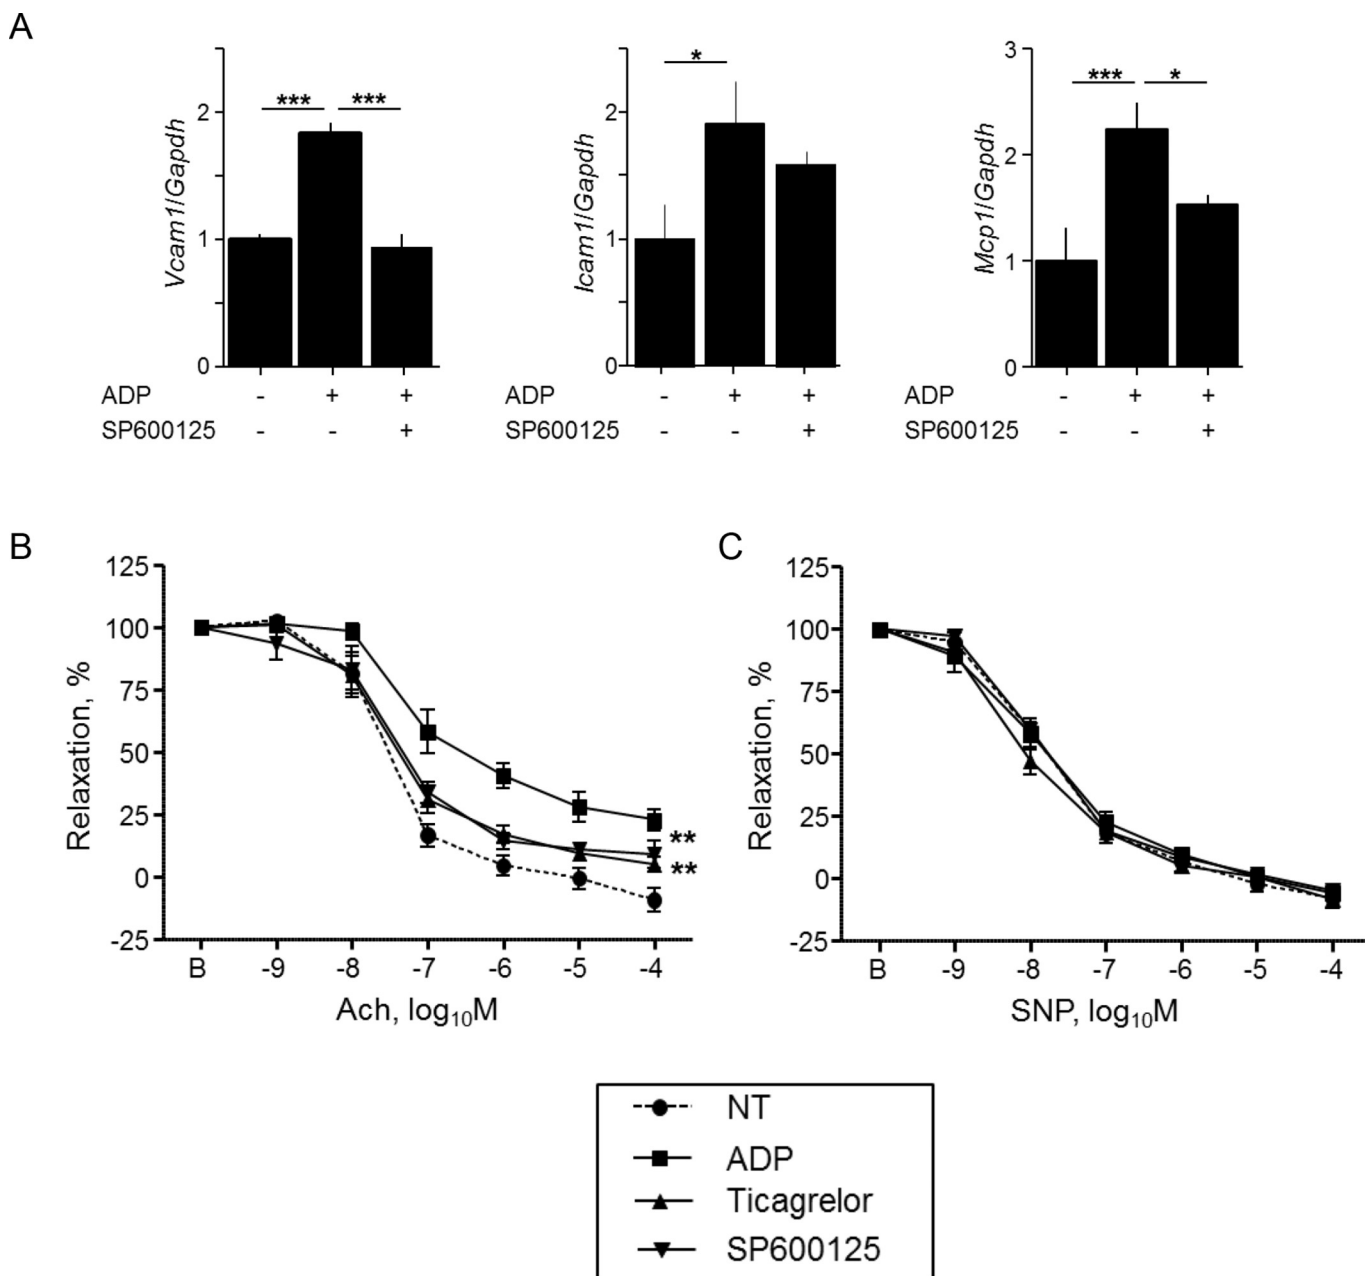 A
*** ***
2
1
0
Vcam1/Gapdh
ADP - + +
SP600125 - - +
*
2
1
0
Icam1/Gapdh
ADP - + +
SP600125 - - +
*** *
3
2
1
0
Mcp1/Gapdh
ADP - + +
SP600125 - - +
B
125
100
75
50
25
0
-25
Relaxation, %
**
**
B -9 -8 -7 -6 -5 -4
Ach, log₁₀M
C
125
100
75
50
25
0
-25
Relaxation, %
B -9 -8 -7 -6 -5 -4
SNP, log₁₀M
NT
ADP
Ticagrelor
SP600125